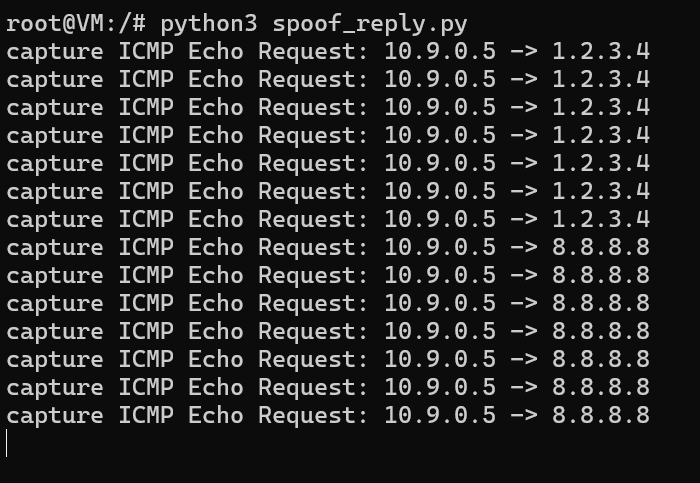 root@VM:/# python3 spoof_reply.py
capture ICMP Echo Request: 10.9.0.5 -> 1.2.3.4
capture ICMP Echo Request: 10.9.0.5 -> 1.2.3.4
capture ICMP Echo Request: 10.9.0.5 -> 1.2.3.4
capture ICMP Echo Request: 10.9.0.5 -> 1.2.3.4
capture ICMP Echo Request: 10.9.0.5 -> 1.2.3.4
capture ICMP Echo Request: 10.9.0.5 -> 1.2.3.4
capture ICMP Echo Request: 10.9.0.5 -> 1.2.3.4
capture ICMP Echo Request: 10.9.0.5 -> 8.8.8.8
capture ICMP Echo Request: 10.9.0.5 -> 8.8.8.8
capture ICMP Echo Request: 10.9.0.5 -> 8.8.8.8
capture ICMP Echo Request: 10.9.0.5 -> 8.8.8.8
capture ICMP Echo Request: 10.9.0.5 -> 8.8.8.8
capture ICMP Echo Request: 10.9.0.5 -> 8.8.8.8
capture ICMP Echo Request: 10.9.0.5 -> 8.8.8.8